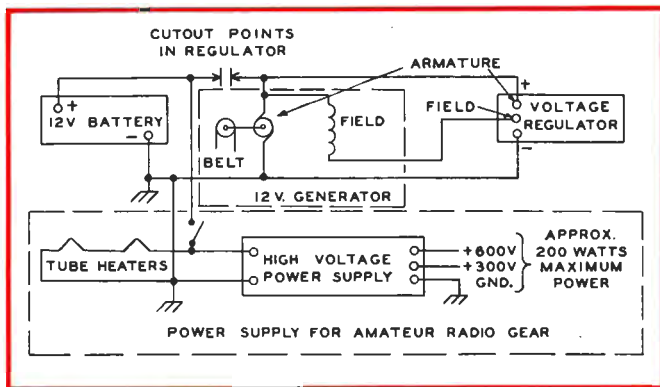 CUTOUT POINTS
IN REGULATOR
ARMATURE
+
+
12V BATTERY
-
FIELD
BELT
12 V. GENERATOR
FIELD
VOLTAGE
REGULATOR
-
TUBE HEATERS
HIGH VOLTAGE
POWER SUPPLY
+600V
+300V
GND.
APPROX.
200 WATTS
MAXIMUM
POWER
POWER SUPPLY FOR AMATEUR RADIO GEAR